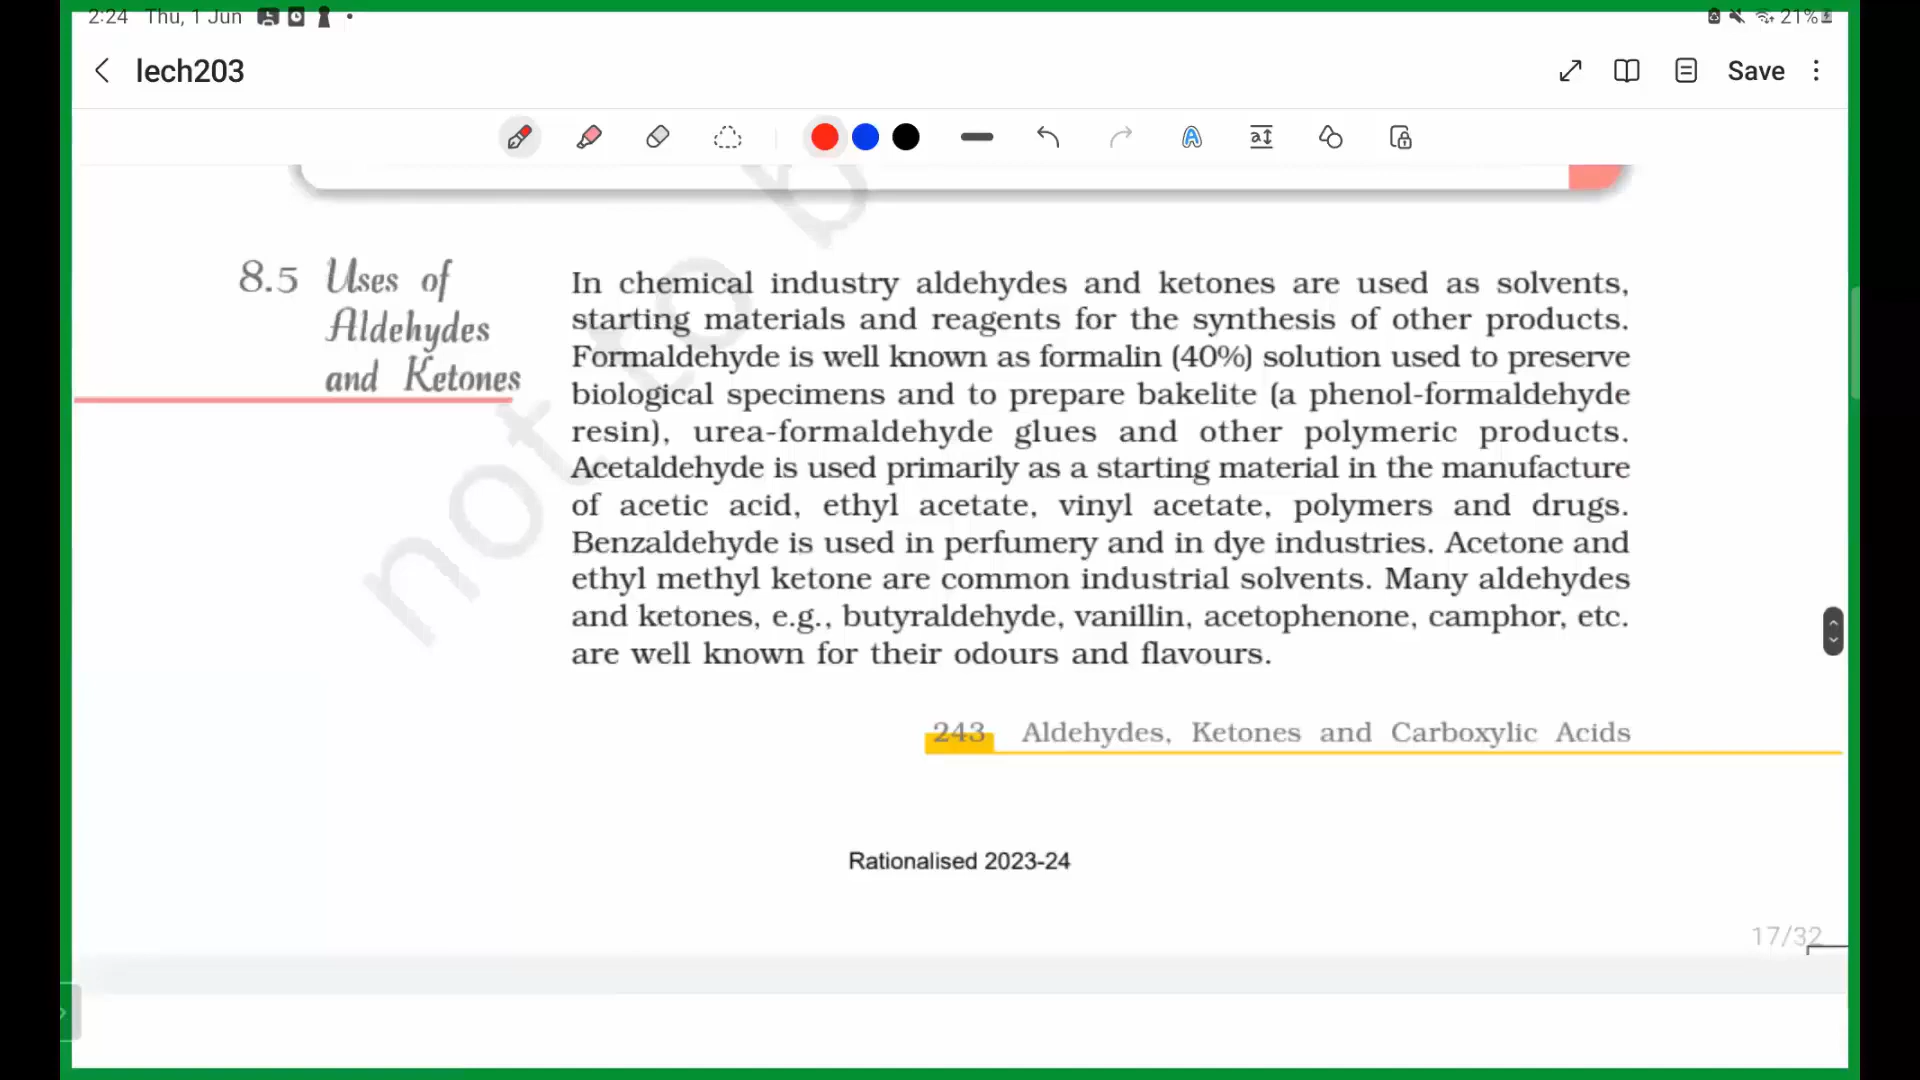 2:24 Thu, 1 Jun
21%
lech203
Save
not to b
8.5 Uses of
Aldehydes
and Ketones
In chemical industry aldehydes and ketones are used as solvents,
starting materials and reagents for the synthesis of other products.
Formaldehyde is well known as formalin (40%) solution used to preserve
biological specimens and to prepare bakelite (a phenol-formaldehyde
resin), urea-formaldehyde glues and other polymeric products.
Acetaldehyde is used primarily as a starting material in the manufacture
of acetic acid, ethyl acetate, vinyl acetate, polymers and drugs.
Benzaldehyde is used in perfumery and in dye industries. Acetone and
ethyl methyl ketone are common industrial solvents. Many aldehydes
and ketones, e.g., butyraldehyde, vanillin, acetophenone, camphor, etc.
are well known for their odours and flavours.
243 Aldehydes, Ketones and Carboxylic Acids
Rationalised 2023-24
17/32